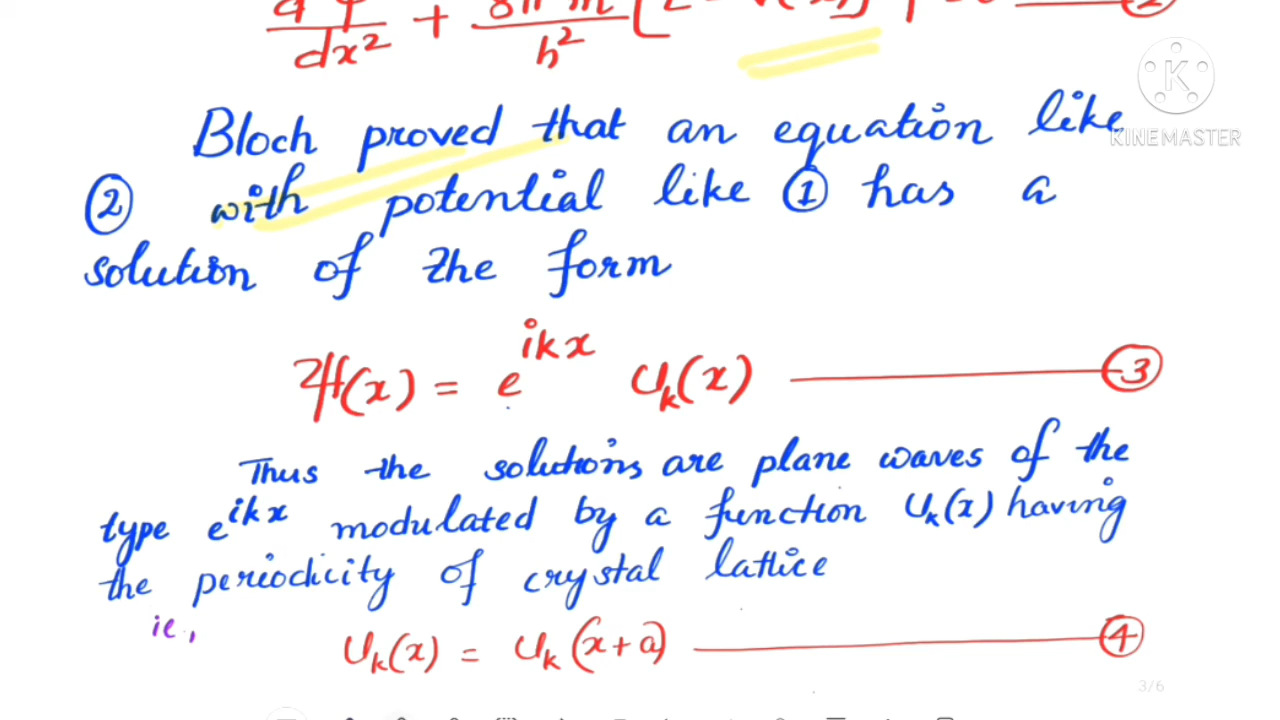 dx² + h²
K
KINEMASTER
Bloch proved that an equation like
② with potential like ① has a
solution of the form
ψ(x) = e^{ikx} U_k(x) ③
Thus the solutions are plane waves of the
type e^{ikx} modulated by a function U_k(x) having
the periodicity of crystal lattice
ie,
U_k(x) = U_k(x+a) ④
3/6